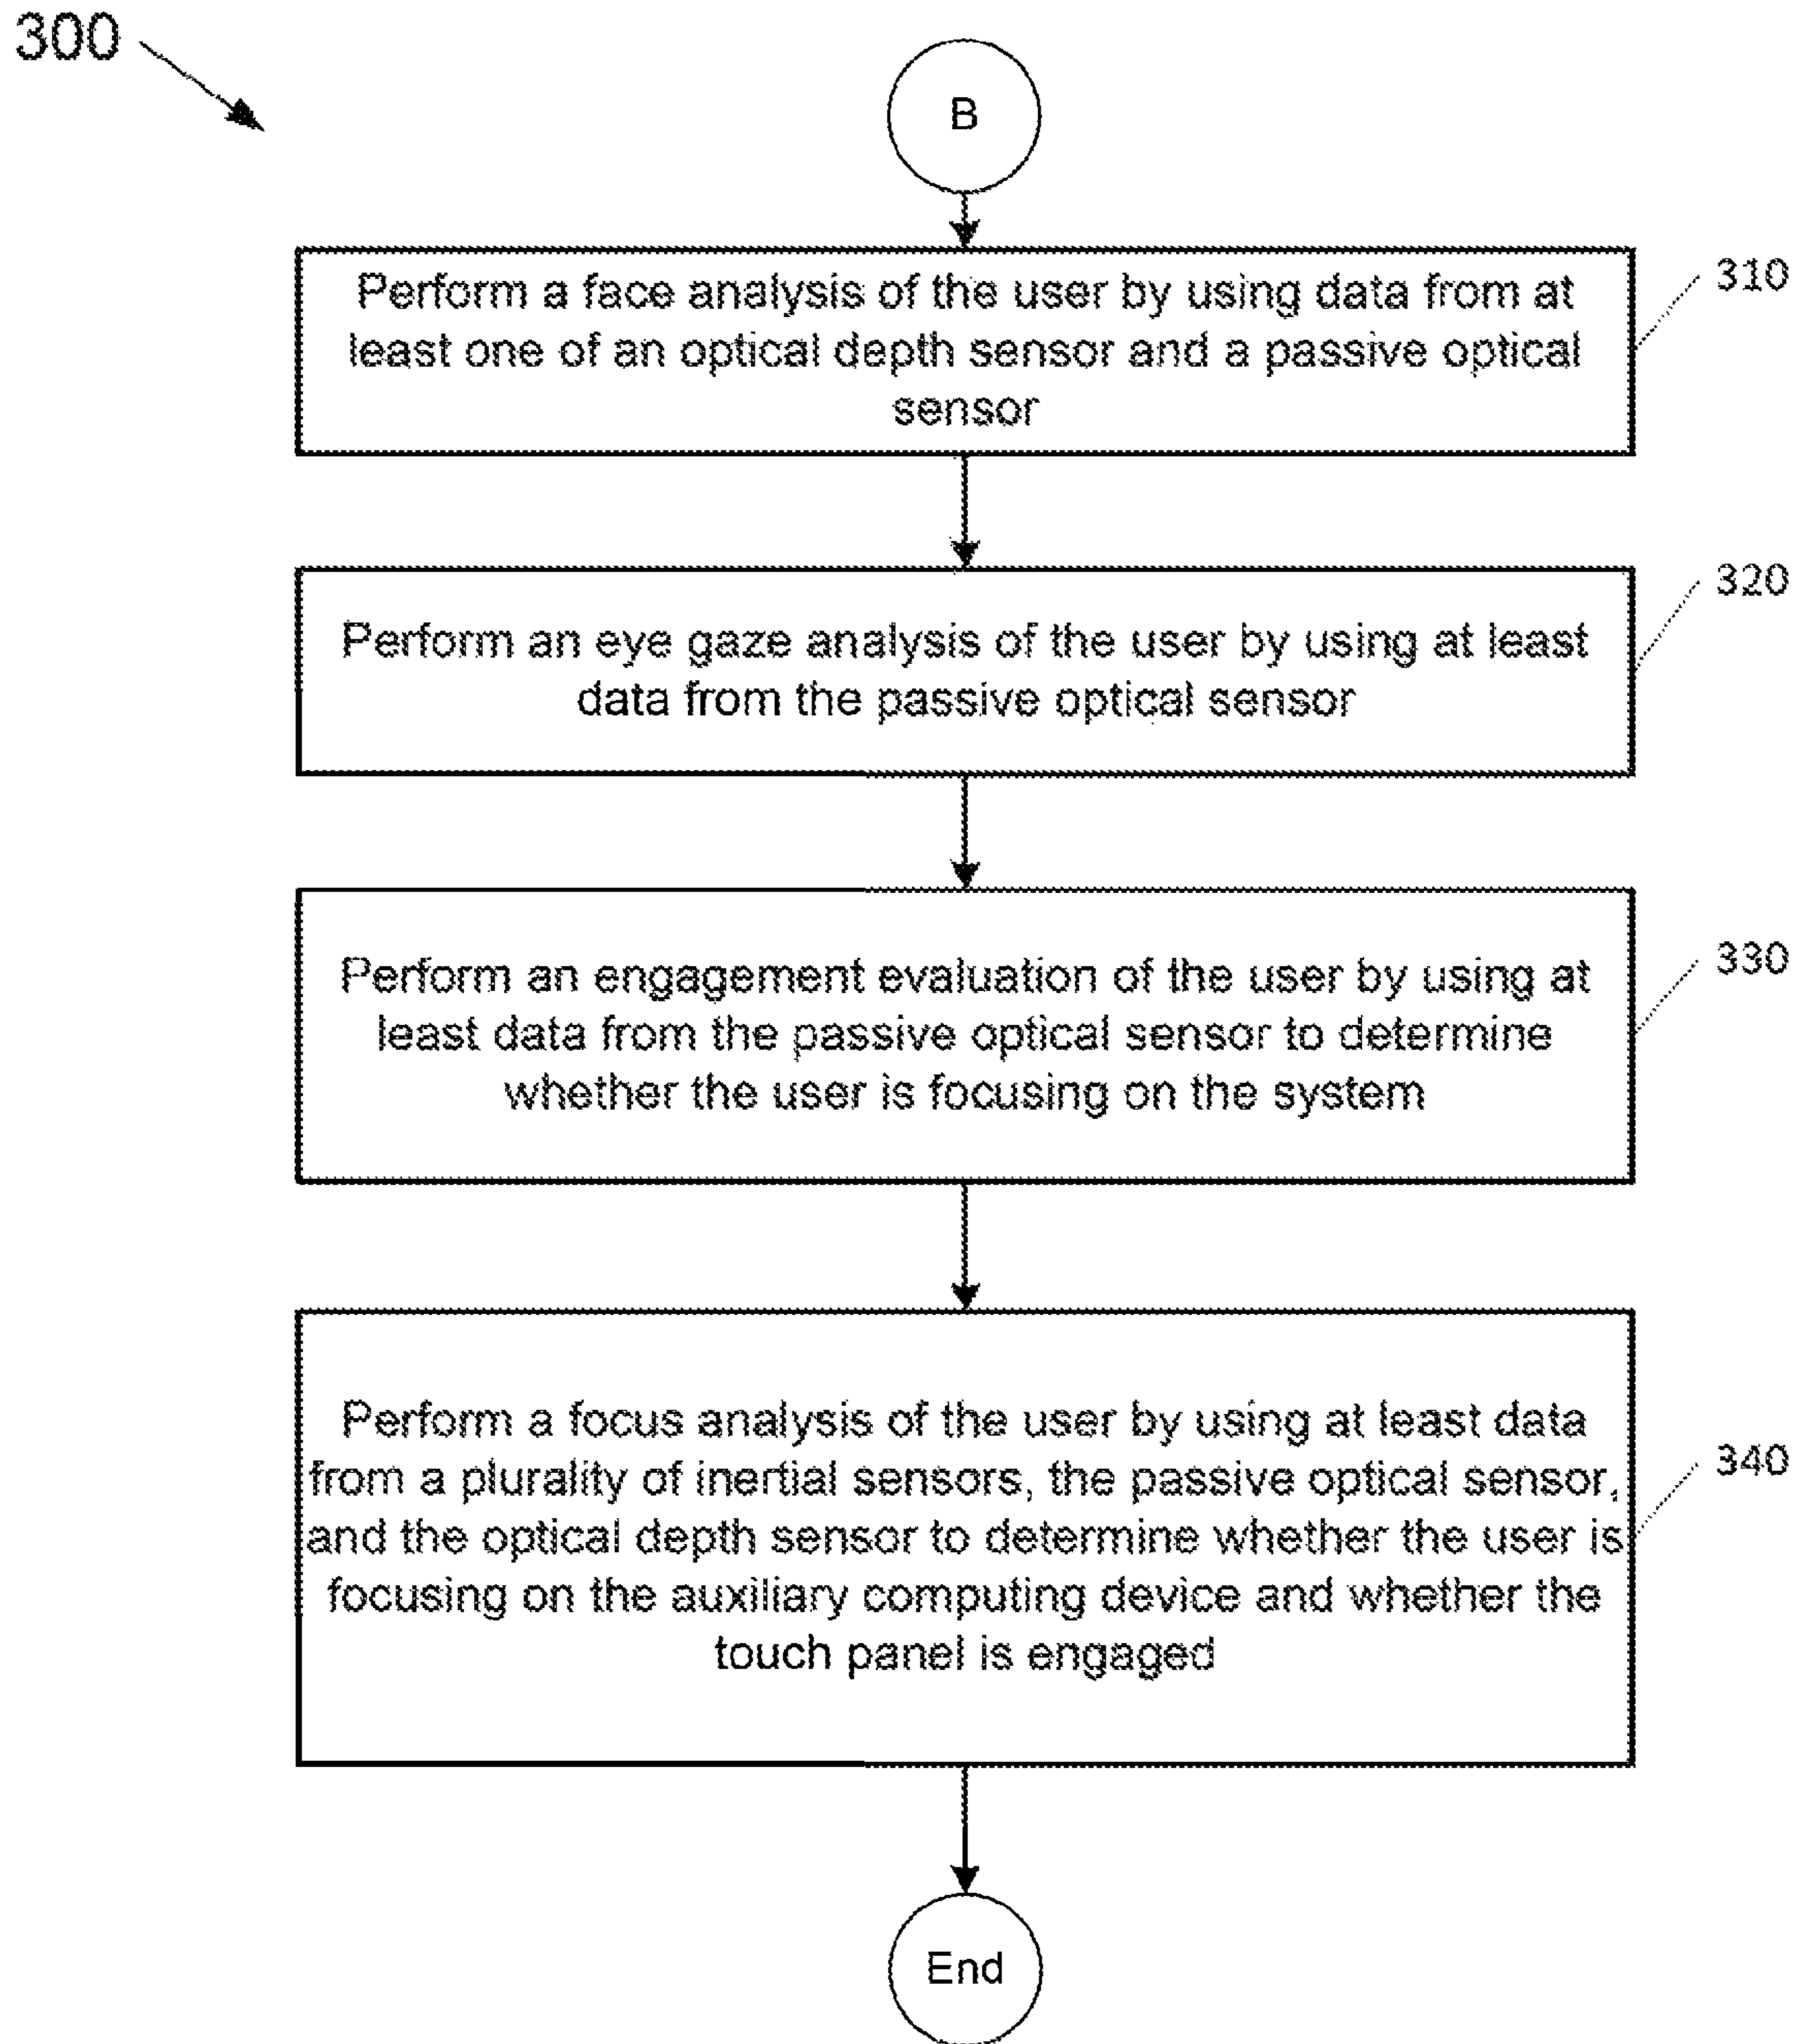 300
B
Perform a face analysis of the user by using data from at
least one of an optical depth sensor and a passive optical
sensor
310
Perform an eye gaze analysis of the user by using at least
data from the passive optical sensor
320
Perform an engagement evaluation of the user by using at
least data from the passive optical sensor to determine
whether the user is focusing on the system
330
Perform a focus analysis of the user by using at least data
from a plurality of inertial sensors, the passive optical sensor,
and the optical depth sensor to determine whether the user is
focusing on the auxiliary computing device and whether the
touch panel is engaged
340
End